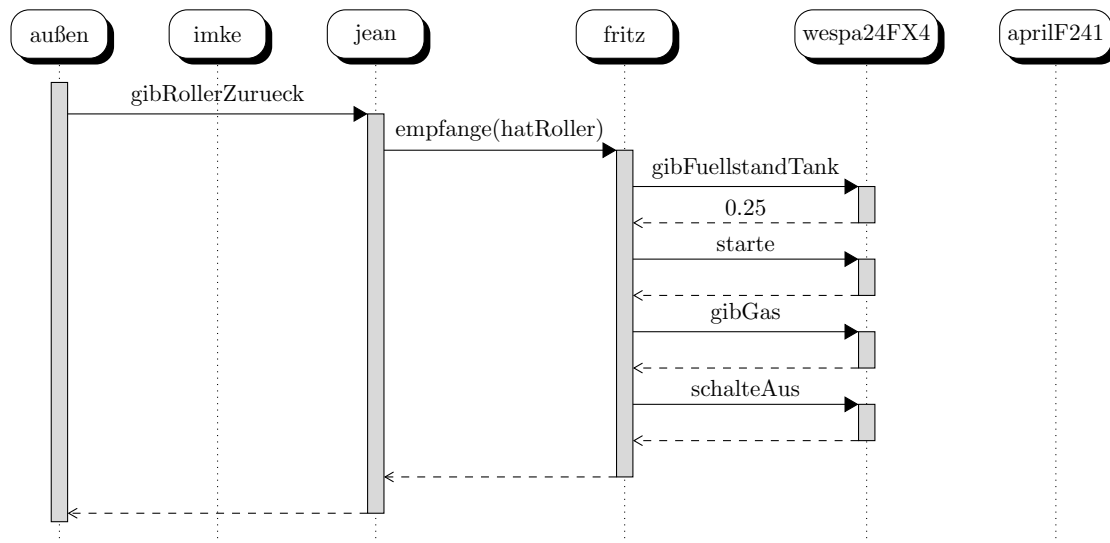 außen
imke
jean
fritz
wespa24FX4
aprilF241
gibRollerZurueck
empfange(hatRoller)
gibFuellstandTank
0.25
starte
gibGas
schalteAus